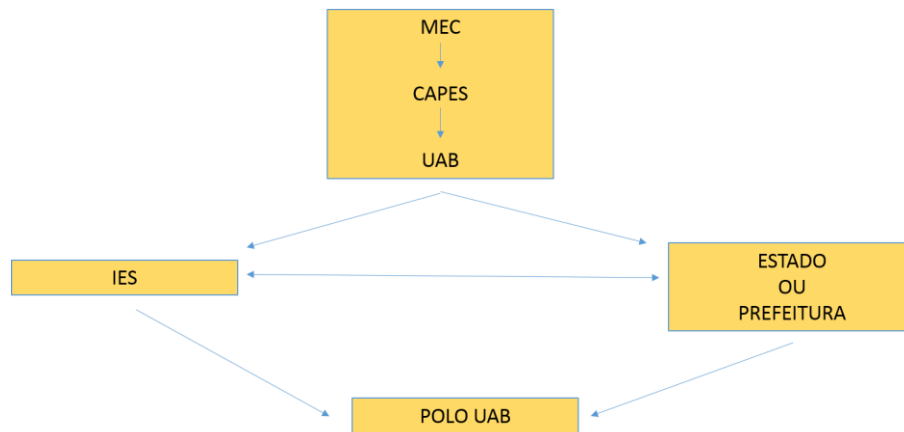 MEC
CAPES
UAB
IES
ESTADO
OU
PREFEITURA
POLO UAB